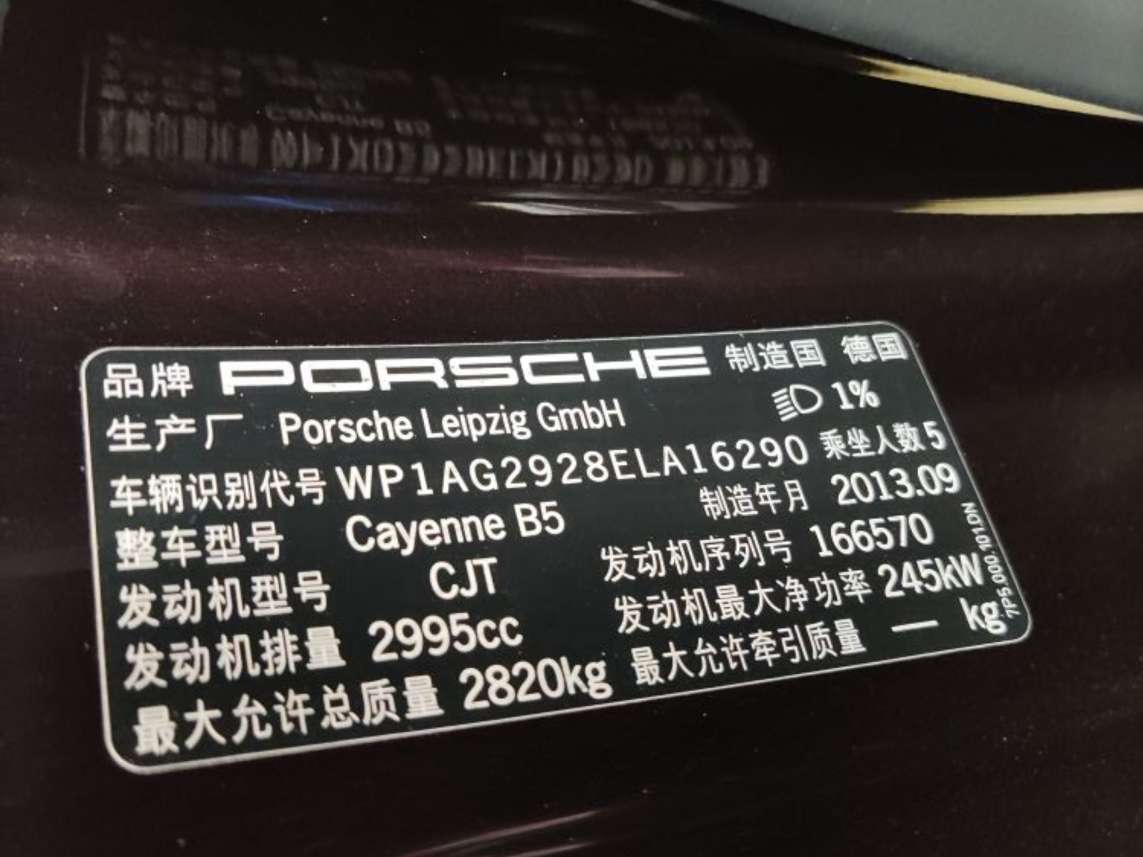 品牌 PORSCHE 制造国 德国
生产厂 Porsche Leipzig GmbH 1%
车辆识别代号 WP1AG2928ELA16290 乘坐人数 5
整车型号 Cayenne B5 制造年月 2013.09
发动机型号 CJT 发动机序列号 166570
发动机排量 2995cc 发动机最大净功率 245kW
最大允许总质量 2820kg 最大允许牵引质量 — kg
7P5.000.101.DN